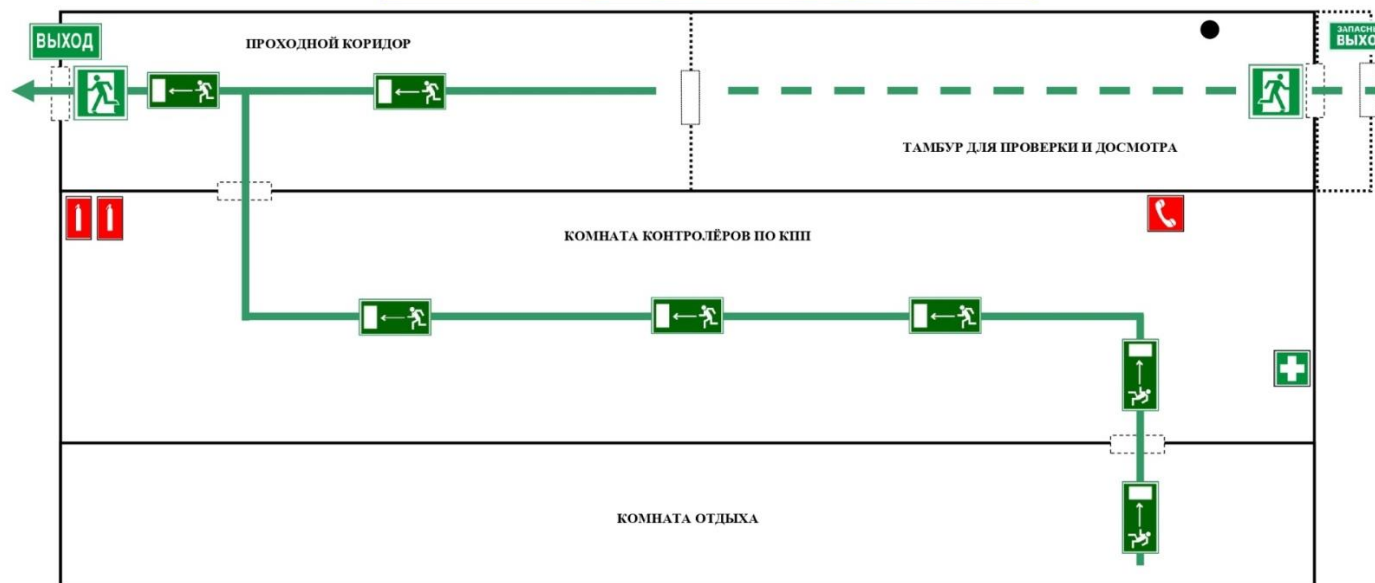 ВЫХОД
ПРОХОДНОЙ КОРИДОР
ТАМБУР ДЛЯ ПРОВЕРКИ И ДОСМОТРА
КОМНАТА КОНТРОЛЁРОВ ПО КПП
КОМНАТА ОТДЫХА